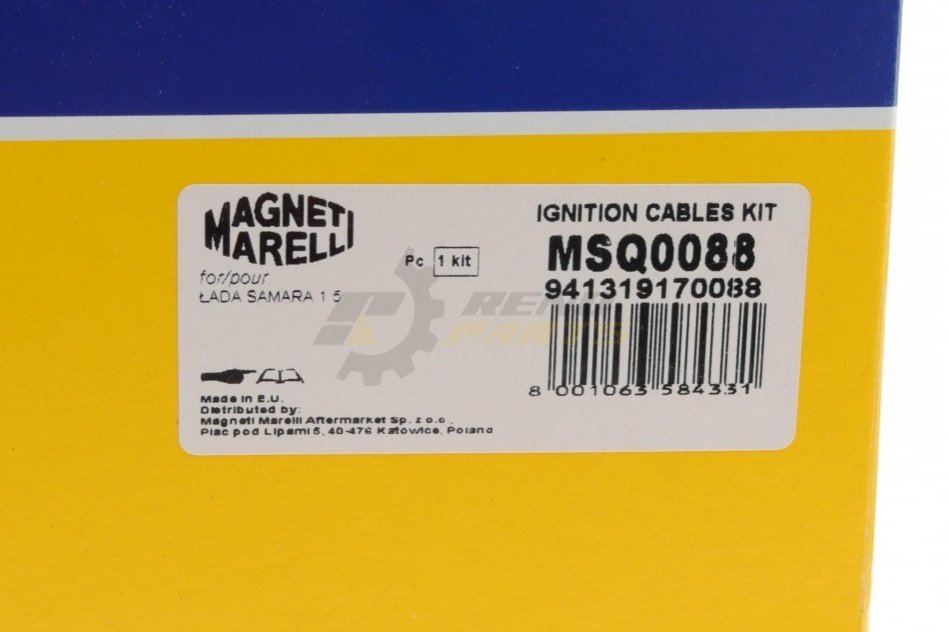 MAGNETI
MARELLI
for/pour
ŁADA SAMARA 1.5
Pc 1 kit
IGNITION CABLES KIT
MSQ0088
941319170088
8 001063 584331
Made in E.U.
Distributed by:
Magneti Marelli Aftermarket Sp. z o.o.,
Plac pod Lipami 5, 40-476 Katowice, Poland
PARTS